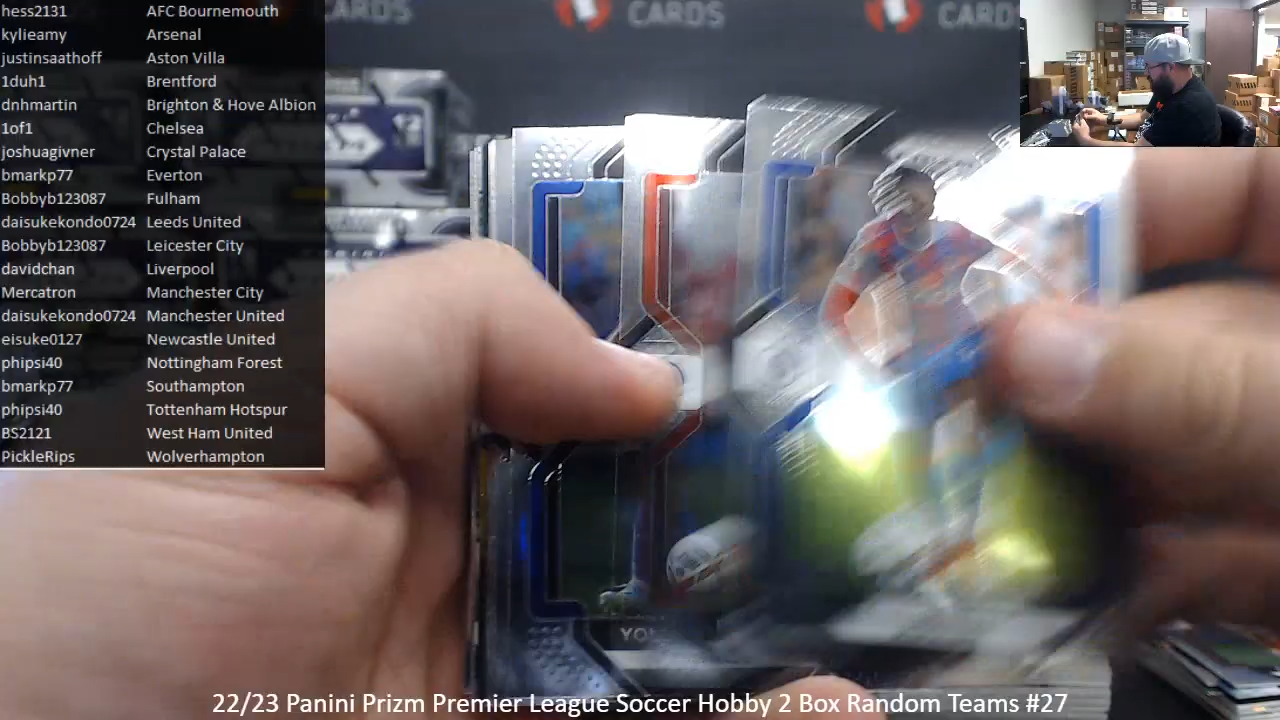 hess2131 AFC Bournemouth
kylieamy Arsenal
justinsaathoff Aston Villa
1duh1 Brentford
dnhmartin Brighton & Hove Albion
1of1 Chelsea
joshuagivner Crystal Palace
bmarkp77 Everton
Bobbyb123087 Fulham
daisukekondo0724 Leeds United
Bobbyb123087 Leicester City
davidchan Liverpool
Mercatron Manchester City
daisukekondo0724 Manchester United
eisuke0127 Newcastle United
phipsi40 Nottingham Forest
bmarkp77 Southampton
phipsi40 Tottenham Hotspur
BS2121 West Ham United
PickleRips Wolverhampton
CARDS CARDS CARDS
22/23 Panini Prizm Premier League Soccer Hobby 2 Box Random Teams #27